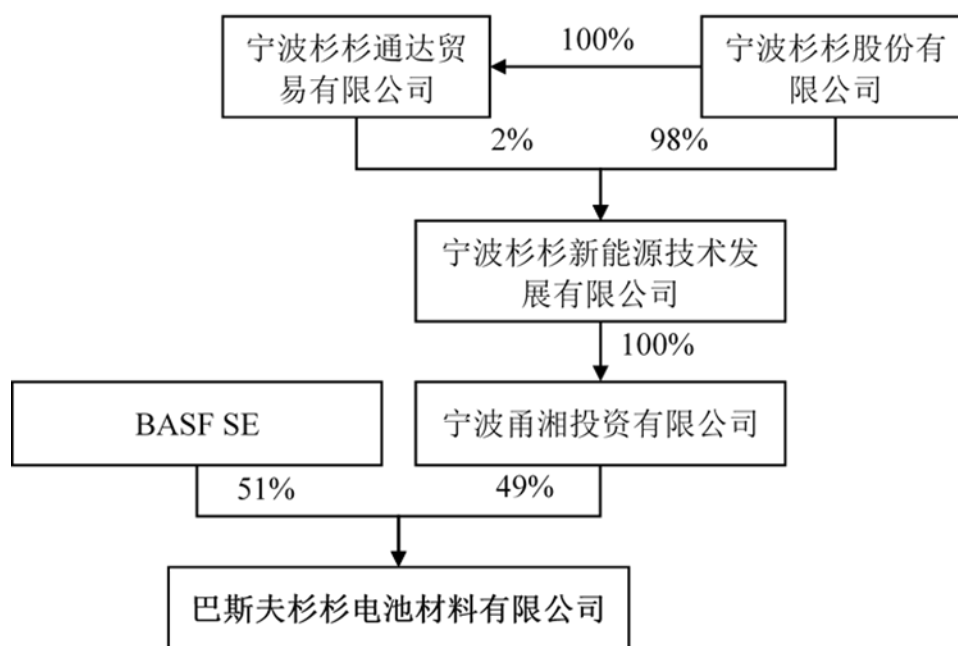 宁波杉杉通达贸
易有限公司
100%
宁波杉杉股份有
限公司
2%
98%
宁波杉杉新能源技术发
展有限公司
100%
BASF SE
宁波甬湘投资有限公司
51%
49%
巴斯夫杉杉电池材料有限公司